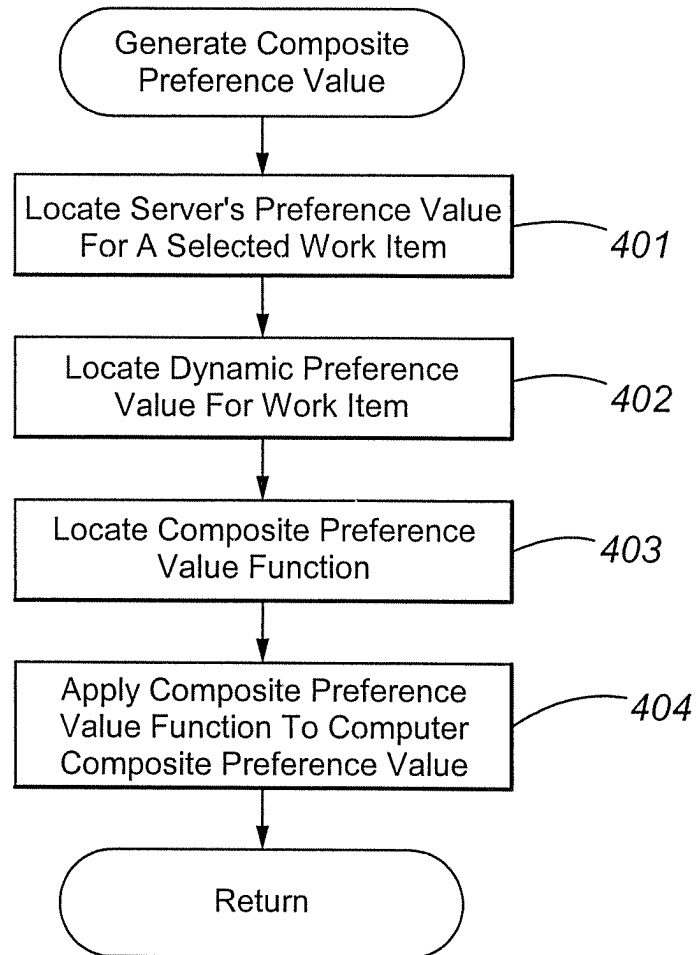 Generate Composite
Preference Value
Locate Server's Preference Value
For A Selected Work Item
401
Locate Dynamic Preference
Value For Work Item
402
Locate Composite Preference
Value Function
403
Apply Composite Preference
Value Function To Computer
Composite Preference Value
404
Return